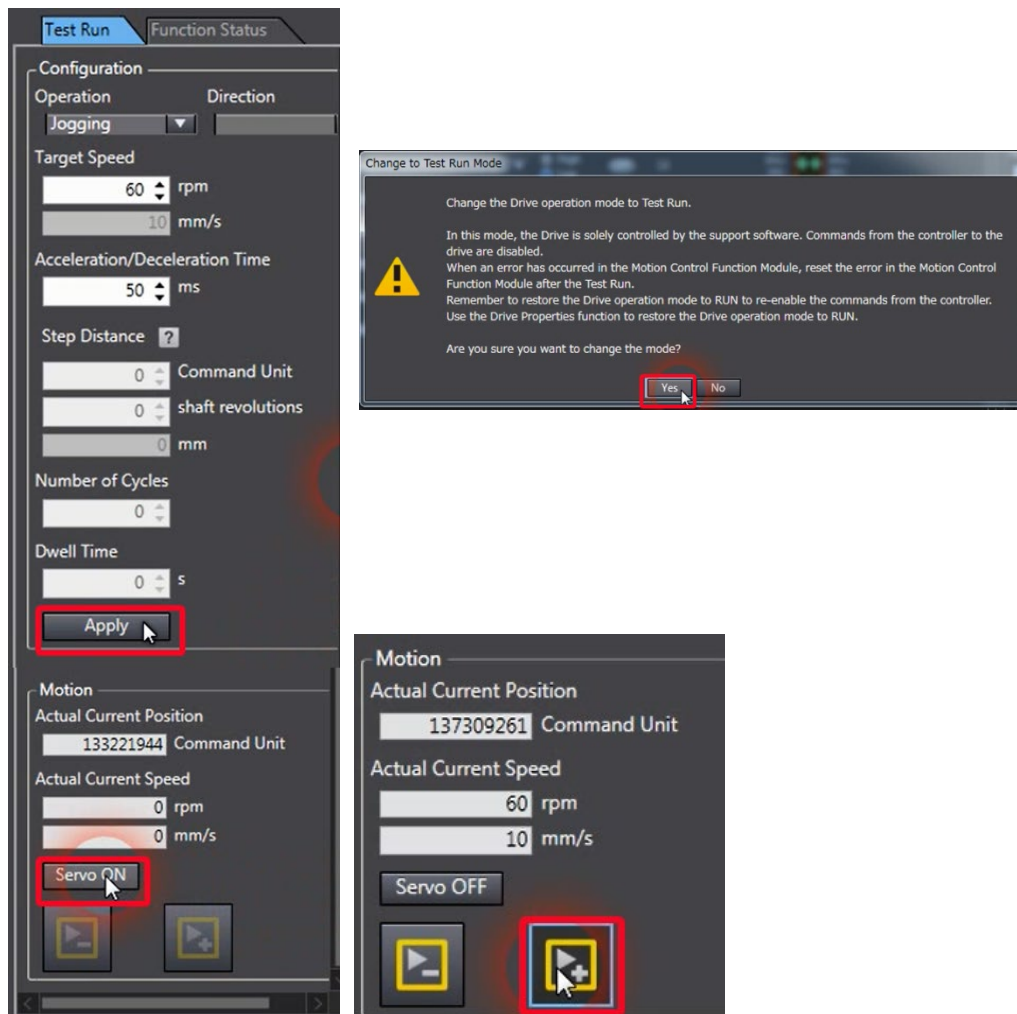 Test Run Function Status
Configuration
Operation Direction
Jogging
Target Speed
60 rpm
10 mm/s
Acceleration/Deceleration Time
50 ms
Step Distance ?
0 Command Unit
0 shaft revolutions
0 mm
Number of Cycles
0
Dwell Time
0 s
Apply
Motion
Actual Current Position
133221944 Command Unit
Actual Current Speed
0 rpm
0 mm/s
Servo ON
Change to Test Run Mode
Change the Drive operation mode to Test Run.
In this mode, the Drive is solely controlled by the support software. Commands from the controller to the
drive are disabled.
When an error has occurred in the Motion Control Function Module, reset the error in the Motion Control
Function Module after the Test Run.
Remember to restore the Drive operation mode to RUN to re-enable the commands from the controller.
Use the Drive Properties function to restore the Drive operation mode to RUN.
Are you sure you want to change the mode?
Yes No
Motion
Actual Current Position
137309261 Command Unit
Actual Current Speed
60 rpm
10 mm/s
Servo OFF